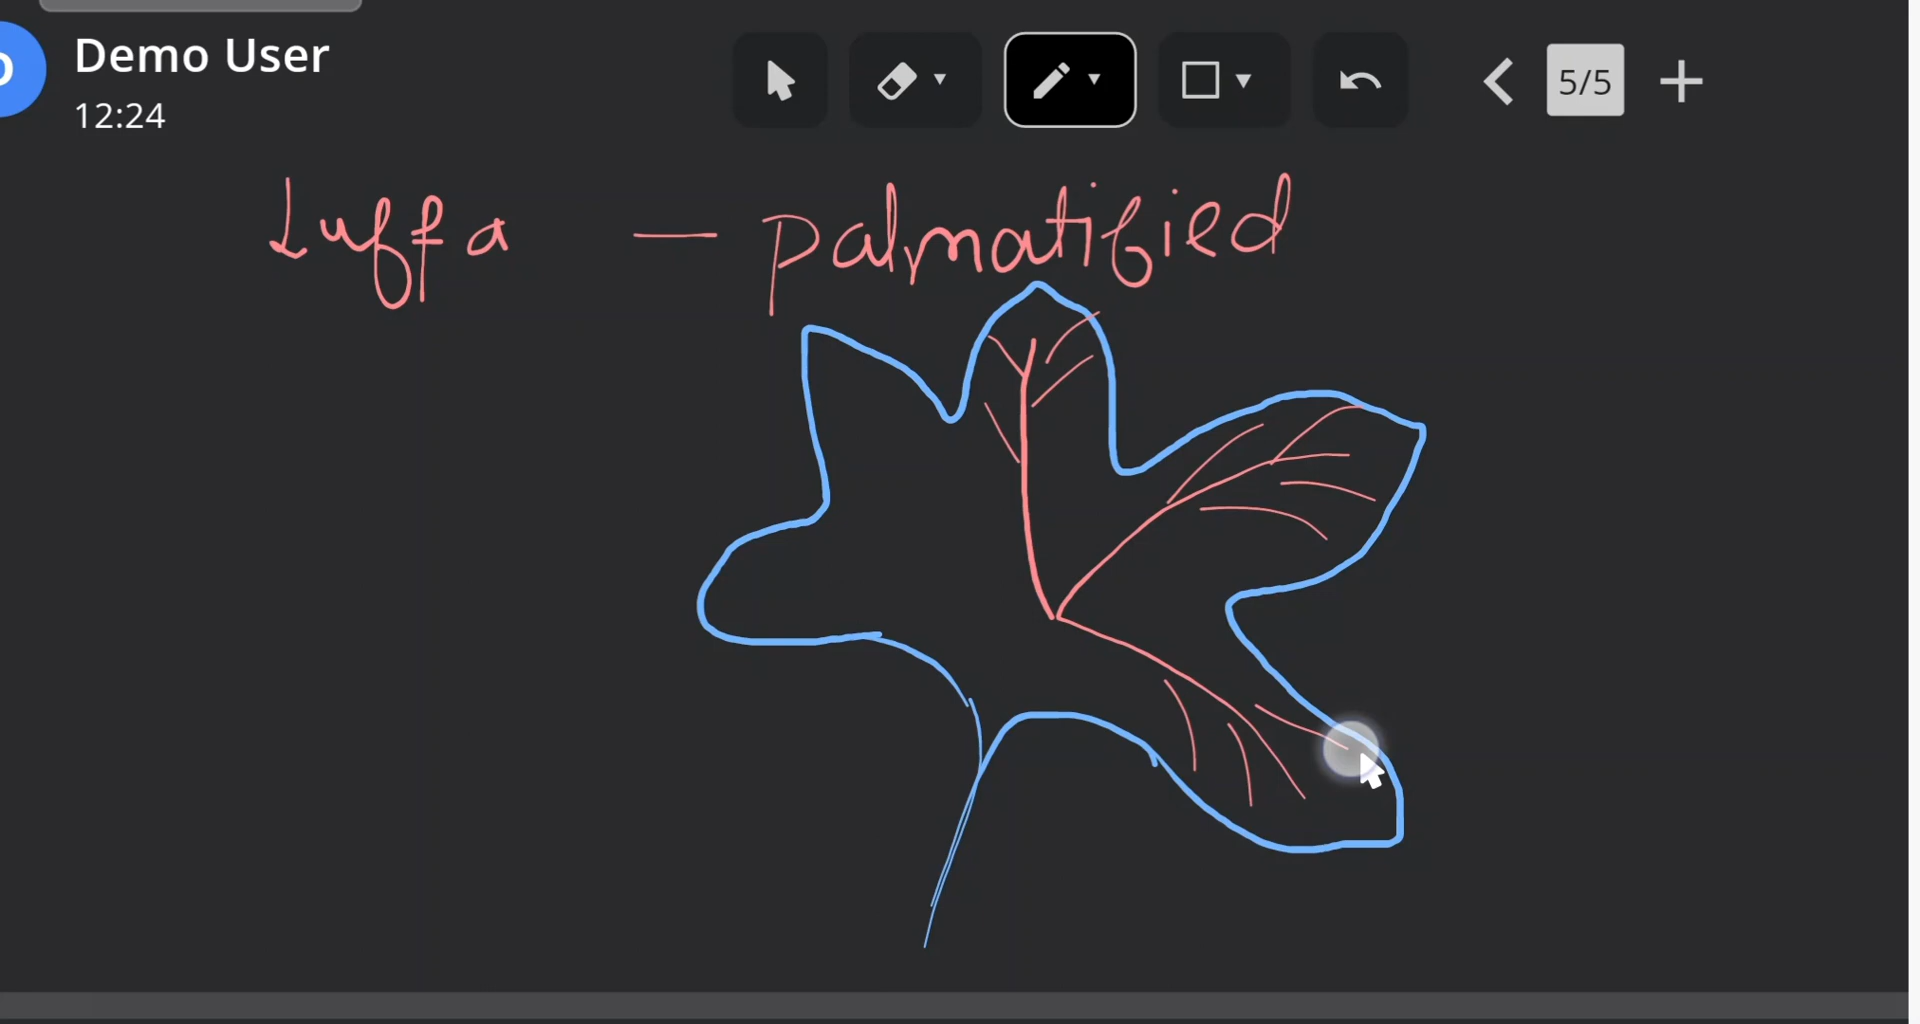 Demo User
12:24
5/5
Luffa — palmatified